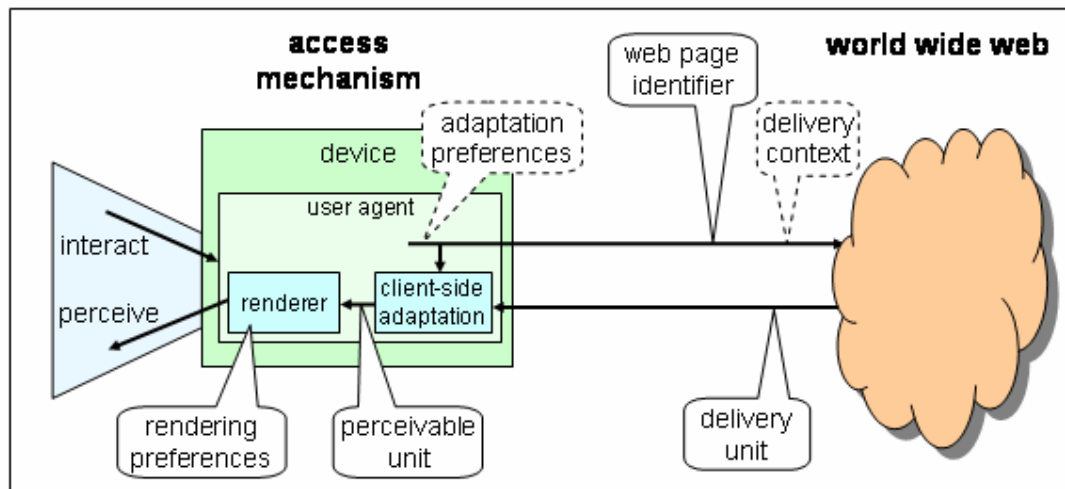 access
mechanism
world wide web
web page
identifier
adaptation
preferences
delivery
context
device
user agent
interact
perceive
renderer
client-side
adaptation
rendering
preferences
perceivable
unit
delivery
unit